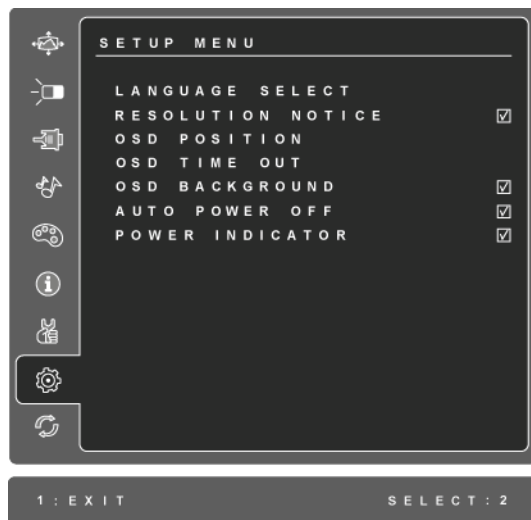 SETUP MENU
LANGUAGE SELECT
RESOLUTION NOTICE
OSD POSITION
OSD TIME OUT
OSD BACKGROUND
AUTO POWER OFF
POWER INDICATOR
1:EXIT SELECT:2